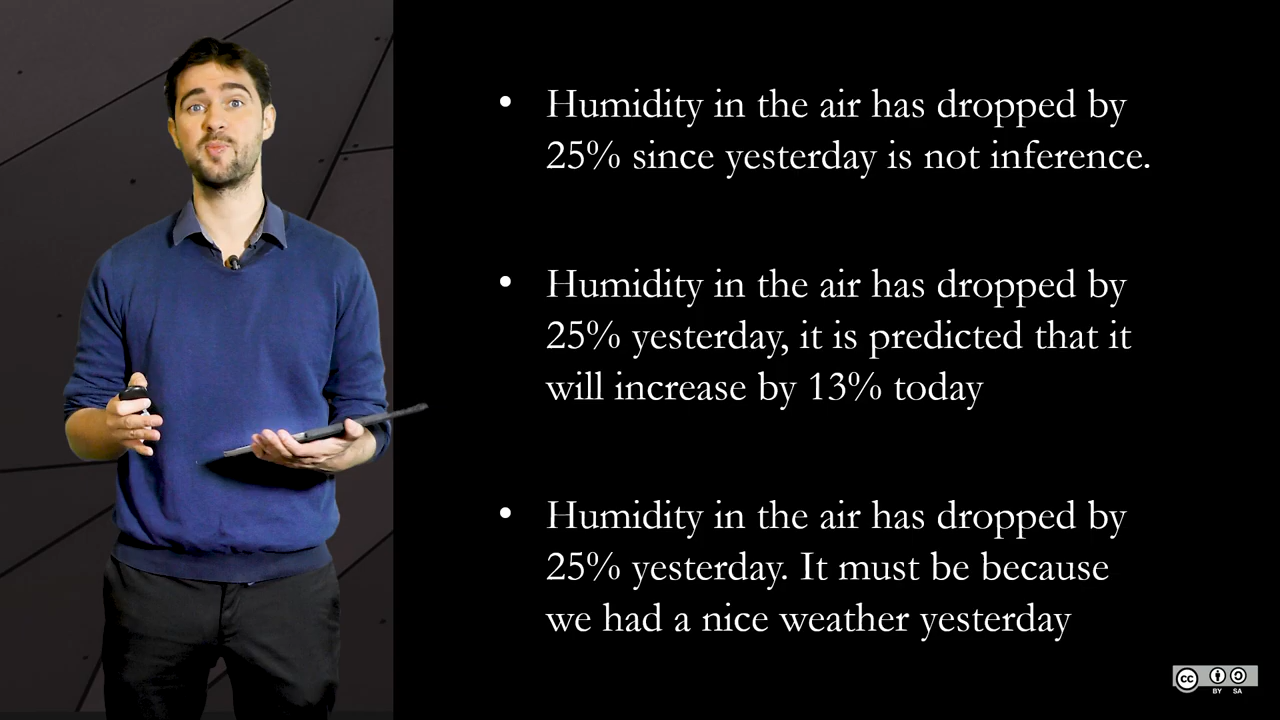 • Humidity in the air has dropped by
25% since yesterday is not inference.
• Humidity in the air has dropped by
25% yesterday, it is predicted that it
will increase by 13% today
• Humidity in the air has dropped by
25% yesterday. It must be because
we had a nice weather yesterday
cc
BY SA